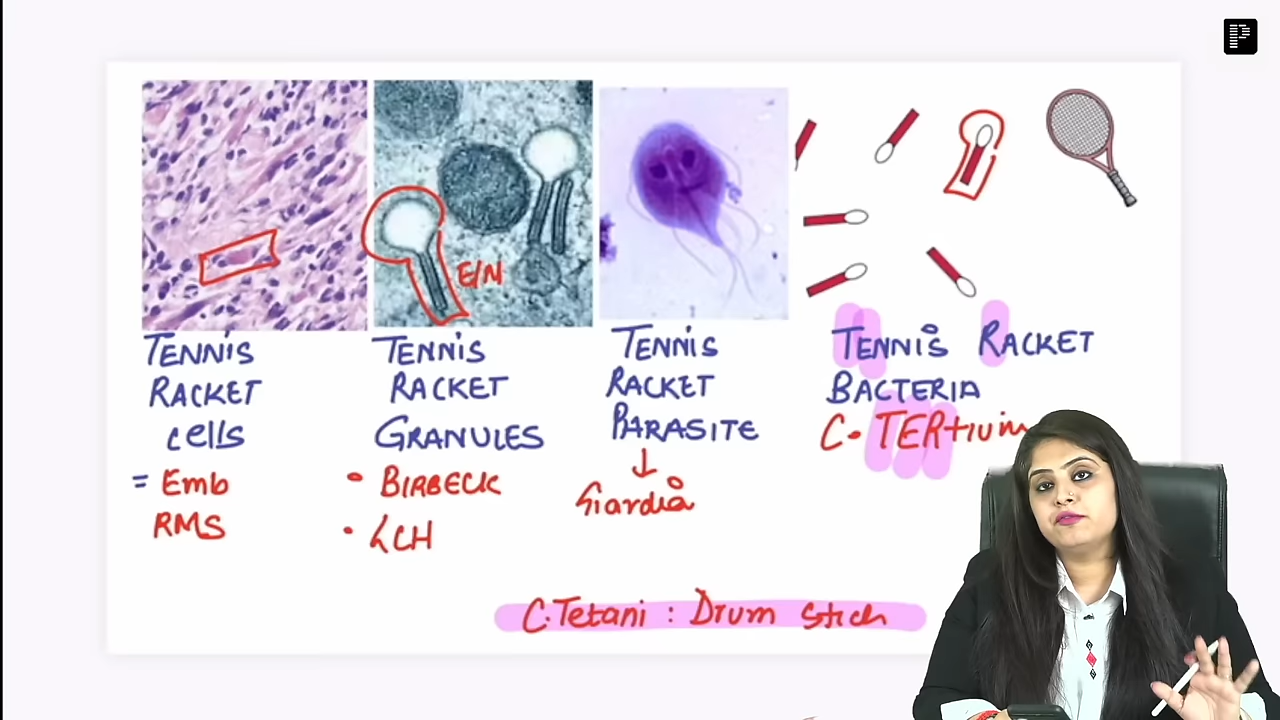 E/N
TENNIS
RACKET
Cells
= Emb
RMS
TENNIS
RACKET
GRANULES
• BIRBECK
• LCH
TENNIS
RACKET
PARASITE
Giardia
TENNIS RACKET
BACTERIA
C. TERtium
C.Tetani : Drum stick
P